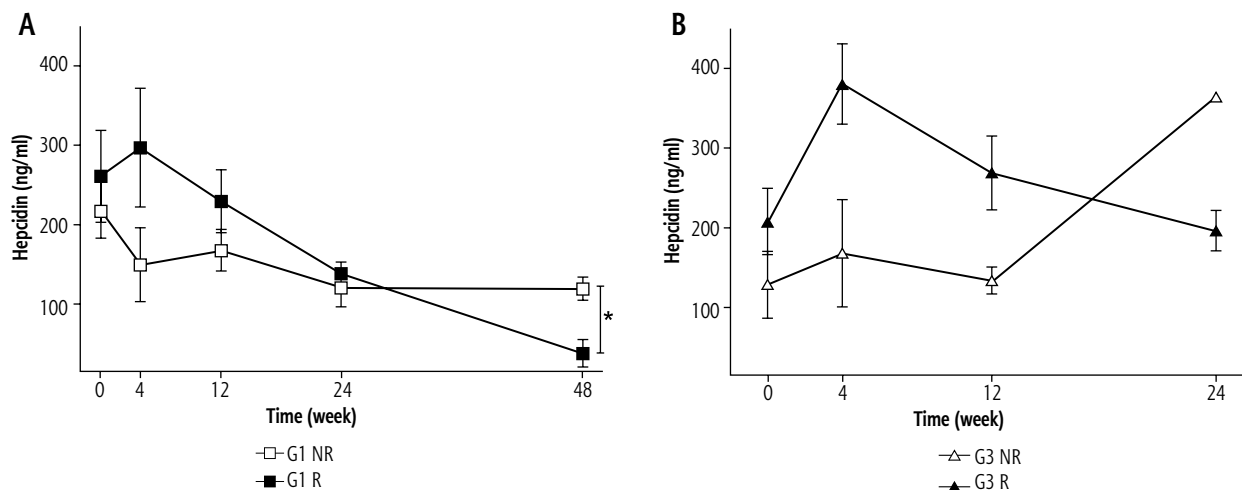 A
Hepcidin (ng/ml)
400
300
200
100
*
0 4 12 24 48
Time (week)
G1 NR
G1 R
B
Hepcidin (ng/ml)
400
300
200
100
0 4 12 24
Time (week)
G3 NR
G3 R